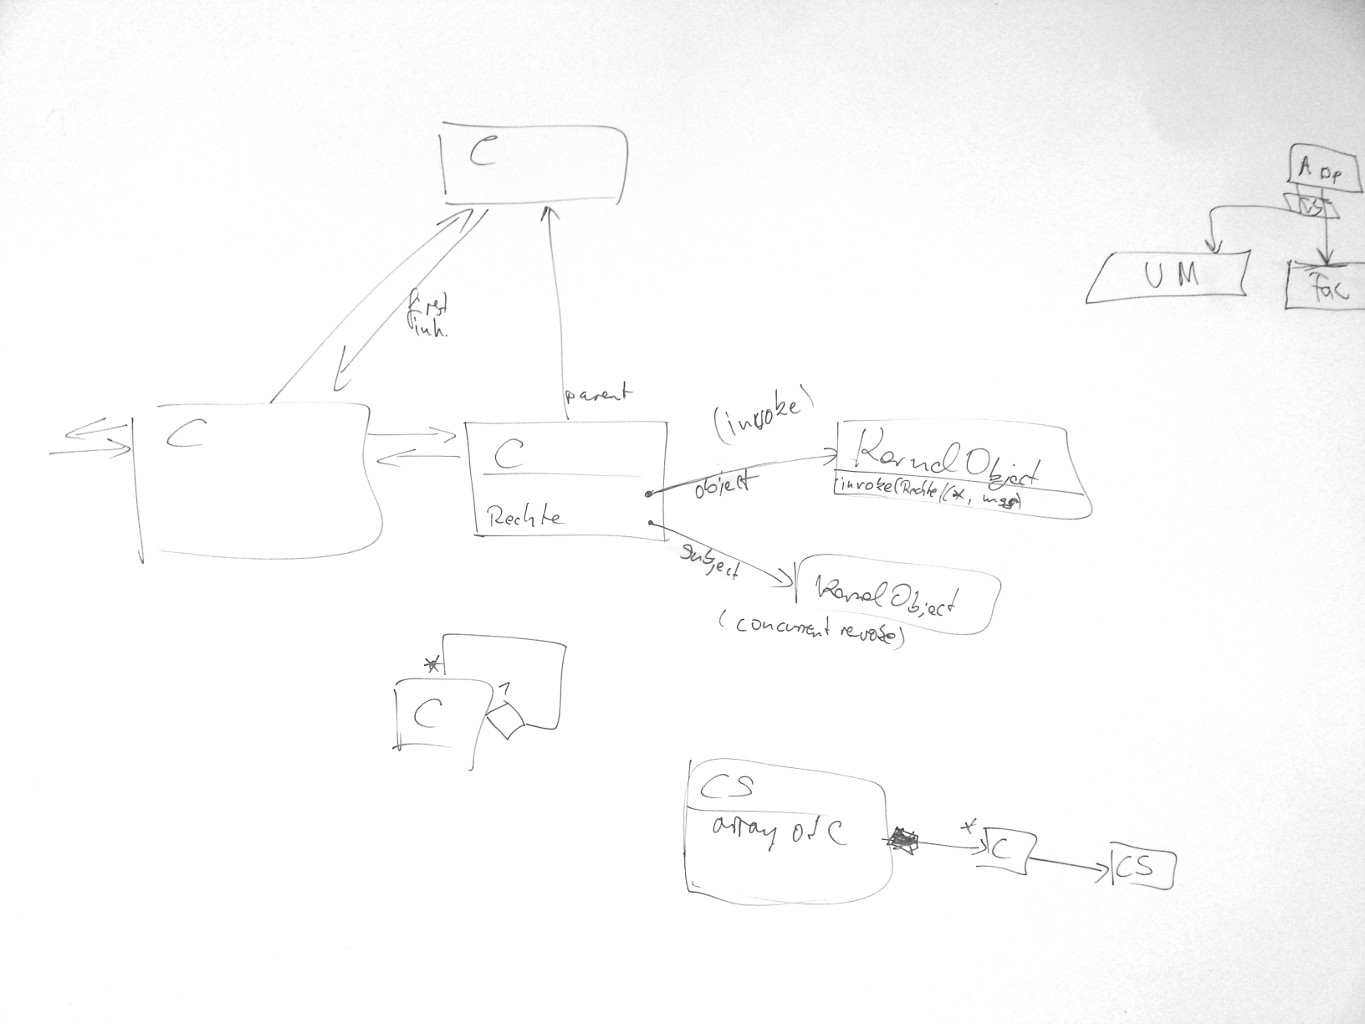 C
App
UM
Fac
first
inh.
parent
(invoke)
C
C
Rechte
object
KernelObject
invoke(Rechte/(*, msg)
subject
KernelObject
(concurrent revoke)
*
1
C
CS
array of C
*
C
CS